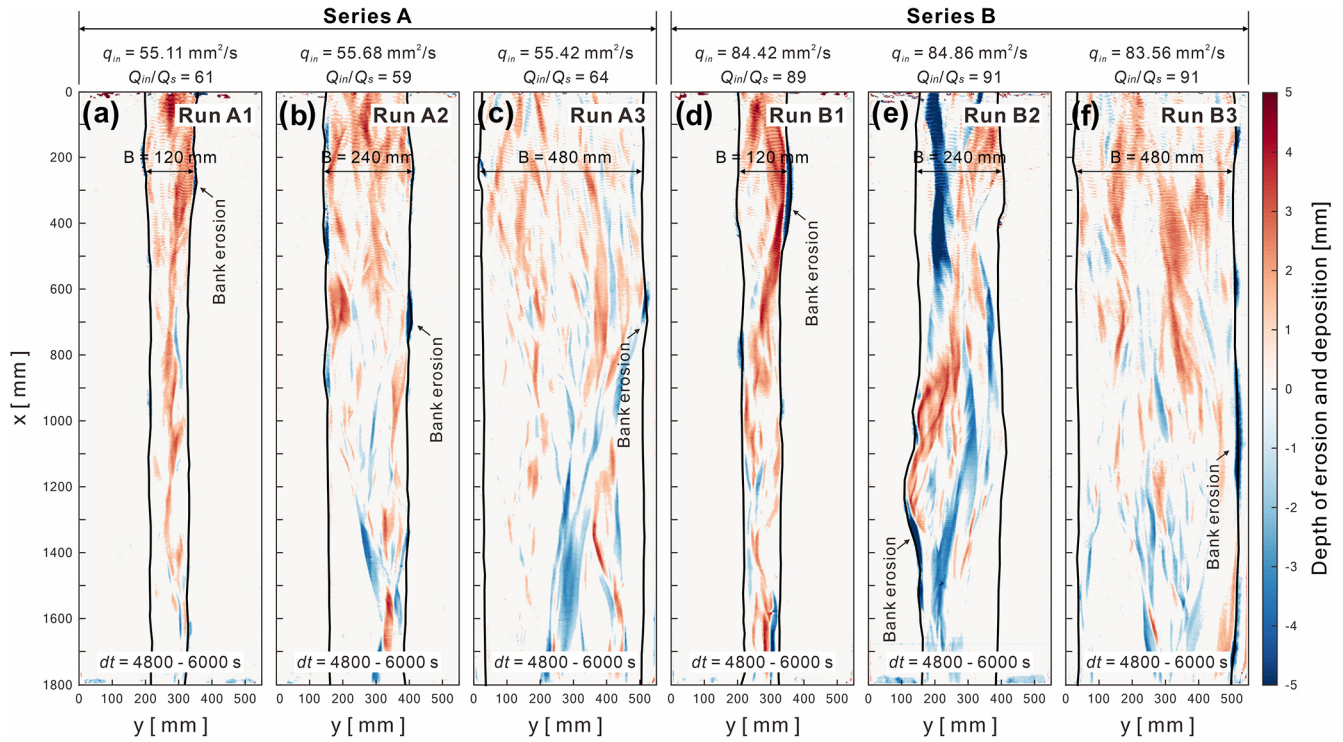 Series A
Series B
q_in = 55.11 mm²/s
Q_in/Q_s = 61
q_in = 55.68 mm²/s
Q_in/Q_s = 59
q_in = 55.42 mm²/s
Q_in/Q_s = 64
q_in = 84.42 mm²/s
Q_in/Q_s = 89
q_in = 84.86 mm²/s
Q_in/Q_s = 91
q_in = 83.56 mm²/s
Q_in/Q_s = 91
x [ mm ]
0
200
400
600
800
1000
1200
1400
1600
1800
(a)
Run A1
B = 120 mm
Bank erosion
dt = 4800 - 6000 s
0 100 200 300 400 500
y [ mm ]
(b)
Run A2
B = 240 mm
Bank erosion
dt = 4800 - 6000 s
0 100 200 300 400 500
y [ mm ]
(c)
Run A3
B = 480 mm
Bank erosion
dt = 4800 - 6000 s
0 100 200 300 400 500
y [ mm ]
(d)
Run B1
B = 120 mm
Bank erosion
dt = 4800 - 6000 s
0 100 200 300 400 500
y [ mm ]
(e)
Run B2
B = 240 mm
Bank erosion
dt = 4800 - 6000 s
0 100 200 300 400 500
y [ mm ]
(f)
Run B3
B = 480 mm
Bank erosion
dt = 4800 - 6000 s
0 100 200 300 400 500
y [ mm ]
5
4
3
2
1
0
-1
-2
-3
-4
-5
Depth of erosion and deposition [mm]